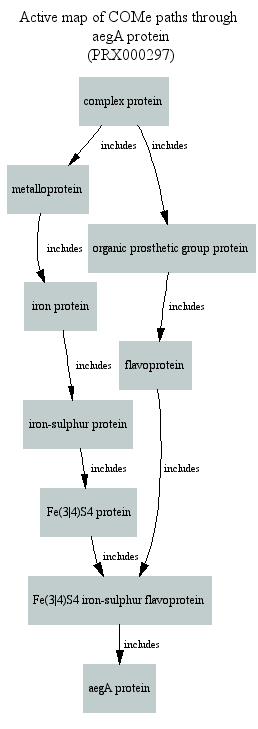 Active map of COMe paths through
aegA protein
(PRX000297)
complex protein
includes
includes
metalloprotein
organic prosthetic group protein
includes
iron protein
includes
includes
flavoprotein
iron-sulphur protein
includes
includes
Fe(3|4)S4 protein
includes
Fe(3|4)S4 iron-sulphur flavoprotein
includes
aegA protein